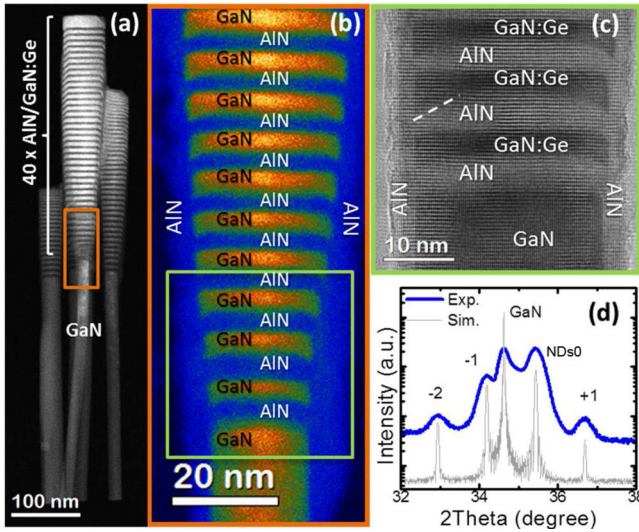 (a)
40 x AlN/GaN:Ge
GaN
100 nm
(b)
GaN
AlN
GaN
AlN
GaN
AlN
GaN
AlN
GaN
AlN
GaN
AlN
GaN
AlN
GaN
AlN
GaN
AlN
GaN
AlN
GaN
AlN
AlN
20 nm
(c)
GaN:Ge
AlN
GaN:Ge
AlN
GaN:Ge
AlN
GaN
AlN
AlN
10 nm
(d)
Exp.
Sim.
GaN
NDs0
-2
-1
+1
Intensity (a.u.)
32 34 36 38
2Theta (degree)